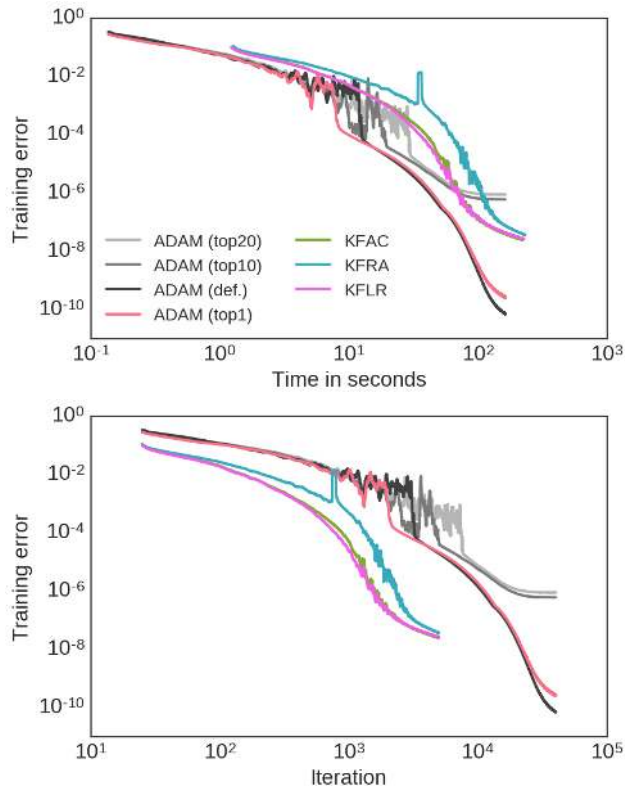 10^0
10^-2
10^-4
10^-6
10^-8
10^-10
Training error
ADAM (top20)
ADAM (top10)
ADAM (def.)
ADAM (top1)
KFAC
KFRA
KFLR
10^-1
10^0
10^1
10^2
10^3
Time in seconds
10^0
10^-2
10^-4
10^-6
10^-8
10^-10
Training error
10^1
10^2
10^3
10^4
10^5
Iteration